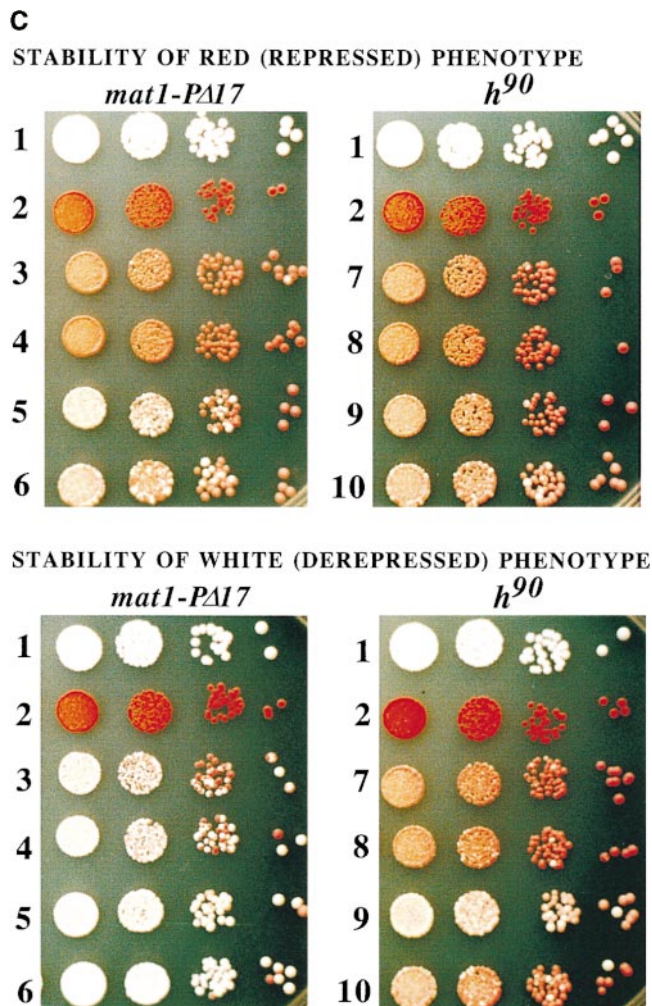 C
STABILITY OF RED (REPRESSED) PHENOTYPE
mat1-PΔ17 h⁹⁰
1 1
2 2
3 7
4 8
5 9
6 10
STABILITY OF WHITE (DEREPRESSED) PHENOTYPE
mat1-PΔ17 h⁹⁰
1 1
2 2
3 7
4 8
5 9
6 10